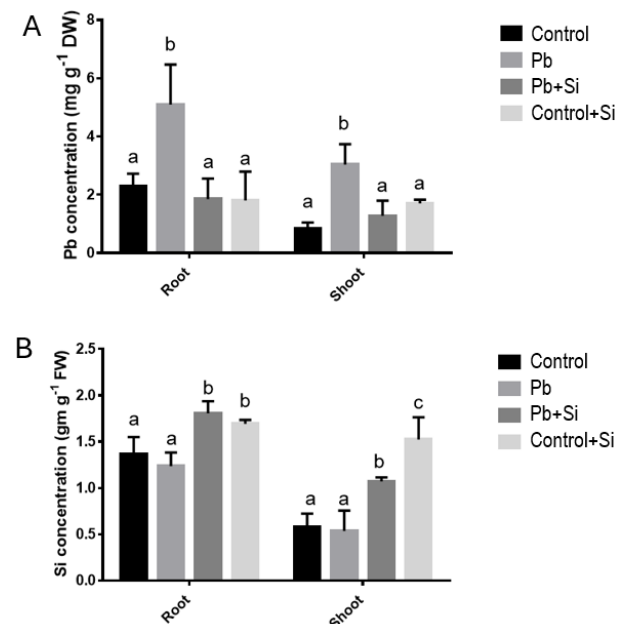 A
Pb concentration (mg g⁻¹ DW)
8
6
4
2
0
a
b
a
a
a
b
a
a
Root
Shoot
Control
Pb
Pb+Si
Control+Si
B
Si concentration (gm g⁻¹ FW)
2.5
2.0
1.5
1.0
0.5
0.0
a
a
b
b
a
a
b
c
Root
Shoot
Control
Pb
Pb+Si
Control+Si